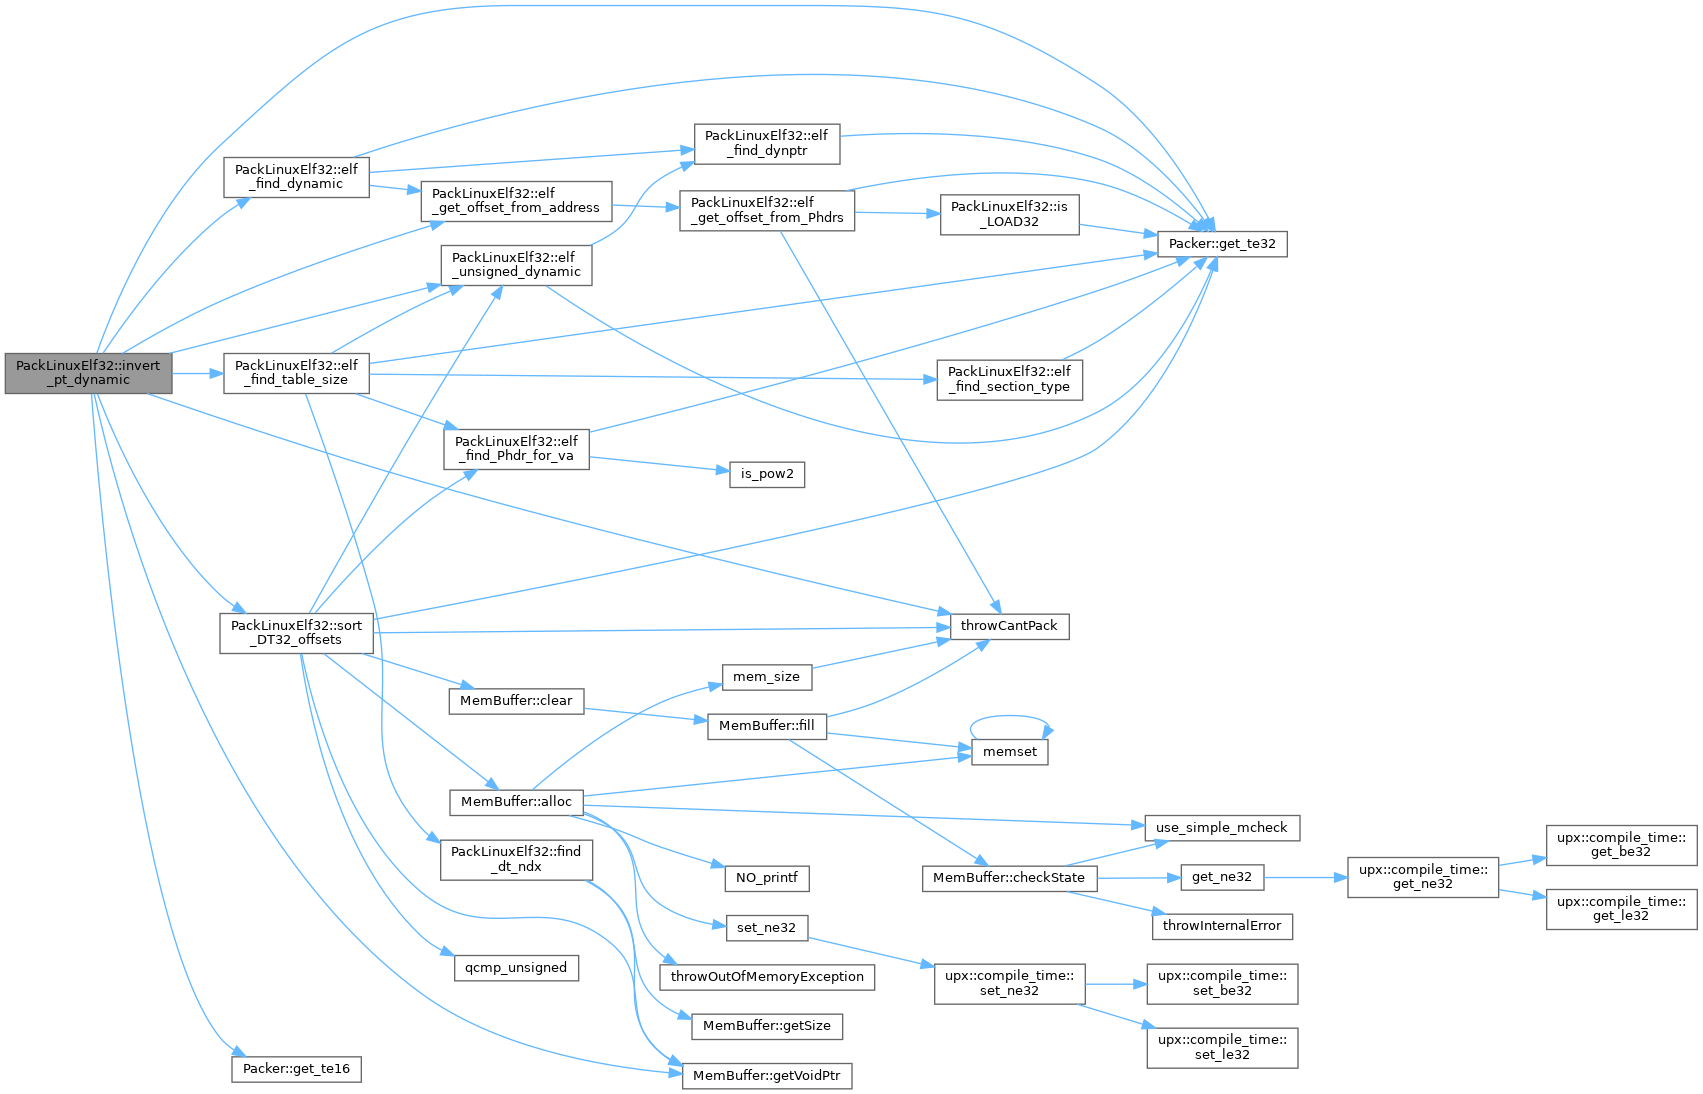 PackLinuxElf32::invert
_pt_dynamic
PackLinuxElf32::elf
_find_dynamic
PackLinuxElf32::elf
_get_offset_from_address
PackLinuxElf32::elf
_unsigned_dynamic
PackLinuxElf32::elf
_find_table_size
PackLinuxElf32::elf
_find_Phdr_for_va
PackLinuxElf32::sort
_DT32_offsets
MemBuffer::clear
MemBuffer::alloc
PackLinuxElf32::find
_dt_ndx
qcmp_unsigned
Packer::get_te16
PackLinuxElf32::elf
_find_dynptr
PackLinuxElf32::elf
_get_offset_from_Phdrs
is_pow2
mem_size
MemBuffer::fill
NO_printf
set_ne32
throwOutOfMemoryException
MemBuffer::getSize
MemBuffer::getVoidPtr
PackLinuxElf32::is
_LOAD32
PackLinuxElf32::elf
_find_section_type
throwCantPack
memset
MemBuffer::checkState
upx::compile_time::
set_ne32
Packer::get_te32
use_simple_mcheck
get_ne32
throwInternalError
upx::compile_time::
set_be32
upx::compile_time::
set_le32
upx::compile_time::
get_ne32
upx::compile_time::
get_be32
upx::compile_time::
get_le32